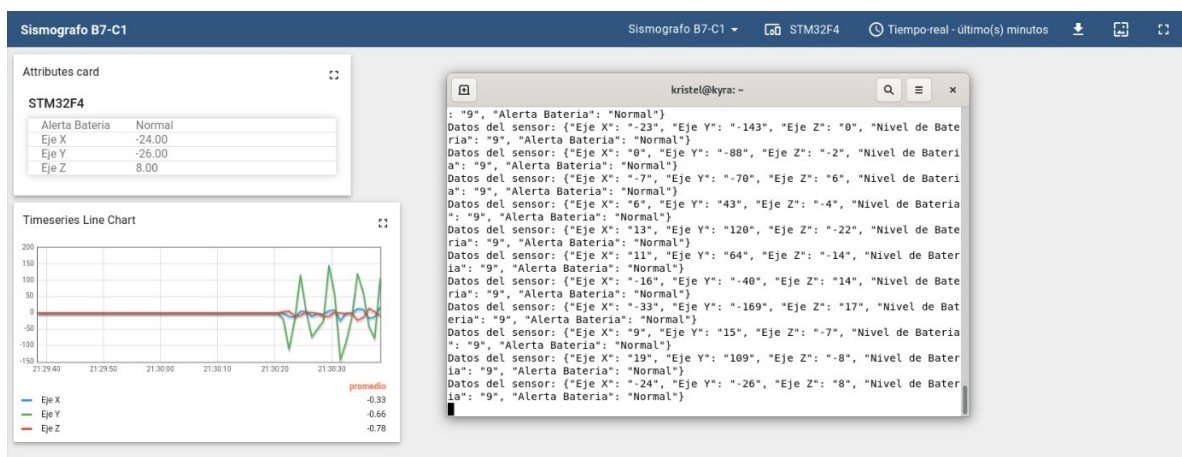 Sismografo B7-C1
Sismografo B7-C1
STM32F4
Tiempo-real - último(s) minutos
Attributes card
STM32F4
Alerta Bateria Normal
Eje X -24.00
Eje Y -26.00
Eje Z 8.00
Timeseries Line Chart
200
150
100
50
0
-50
-100
-150
21:29:40 21:29:50 21:30:00 21:30:10 21:30:20 21:30:30
promedio
Eje X -0.33
Eje Y -0.66
Eje Z -0.78
kristel@kyra: ~
: "9", "Alerta Bateria": "Normal"}
Datos del sensor: {"Eje X": "-23", "Eje Y": "-143", "Eje Z": "0", "Nivel de Bate
ria": "9", "Alerta Bateria": "Normal"}
Datos del sensor: {"Eje X": "0", "Eje Y": "-88", "Eje Z": "-2", "Nivel de Bateri
a": "9", "Alerta Bateria": "Normal"}
Datos del sensor: {"Eje X": "-7", "Eje Y": "-70", "Eje Z": "6", "Nivel de Bateri
a": "9", "Alerta Bateria": "Normal"}
Datos del sensor: {"Eje X": "6", "Eje Y": "43", "Eje Z": "-4", "Nivel de Bateria
": "9", "Alerta Bateria": "Normal"}
Datos del sensor: {"Eje X": "13", "Eje Y": "120", "Eje Z": "-22", "Nivel de Bate
ria": "9", "Alerta Bateria": "Normal"}
Datos del sensor: {"Eje X": "11", "Eje Y": "64", "Eje Z": "-14", "Nivel de Bater
ia": "9", "Alerta Bateria": "Normal"}
Datos del sensor: {"Eje X": "-16", "Eje Y": "-40", "Eje Z": "14", "Nivel de Bate
ria": "9", "Alerta Bateria": "Normal"}
Datos del sensor: {"Eje X": "-33", "Eje Y": "-169", "Eje Z": "17", "Nivel de Bat
eria": "9", "Alerta Bateria": "Normal"}
Datos del sensor: {"Eje X": "9", "Eje Y": "15", "Eje Z": "-7", "Nivel de Bateria
": "9", "Alerta Bateria": "Normal"}
Datos del sensor: {"Eje X": "19", "Eje Y": "109", "Eje Z": "-8", "Nivel de Bater
ia": "9", "Alerta Bateria": "Normal"}
Datos del sensor: {"Eje X": "-24", "Eje Y": "-26", "Eje Z": "8", "Nivel de Bater
ia": "9", "Alerta Bateria": "Normal"}